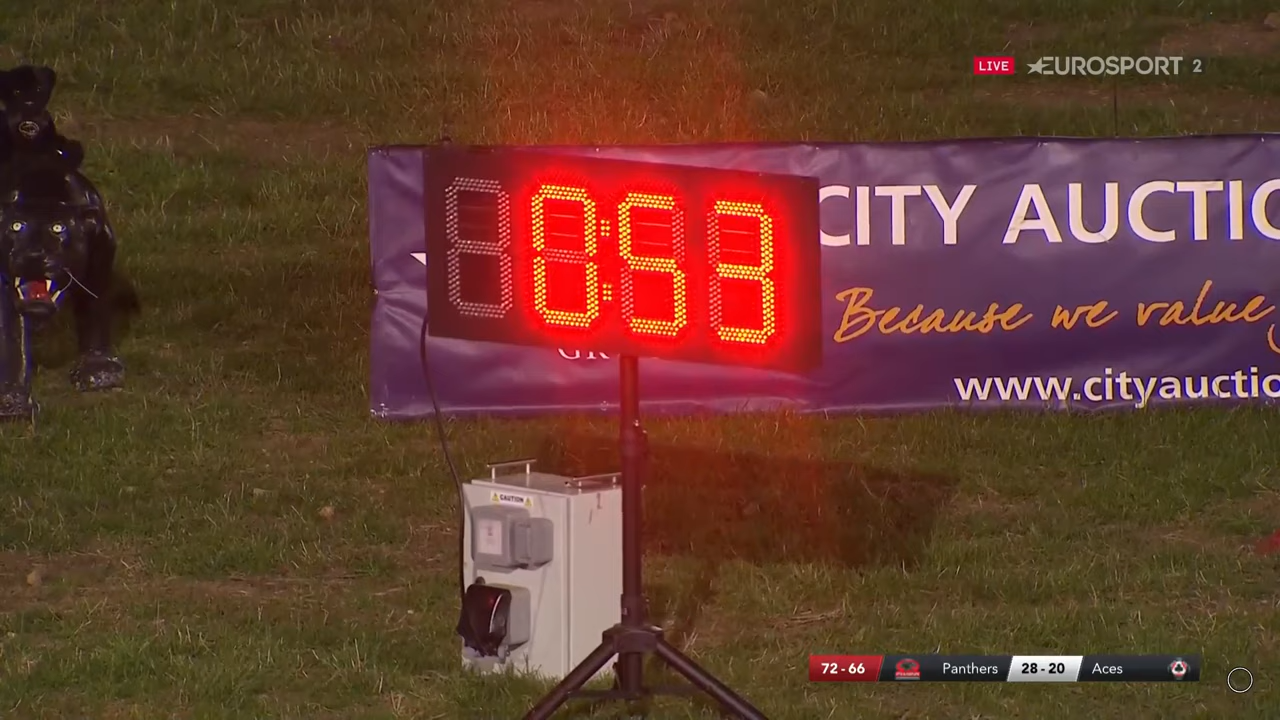 LIVE EUROSPORT 2
0:53
CITY AUCTIO
Because we value
www.cityauctio
GR
CAUTION
72 - 66 Panthers 28 - 20 Aces